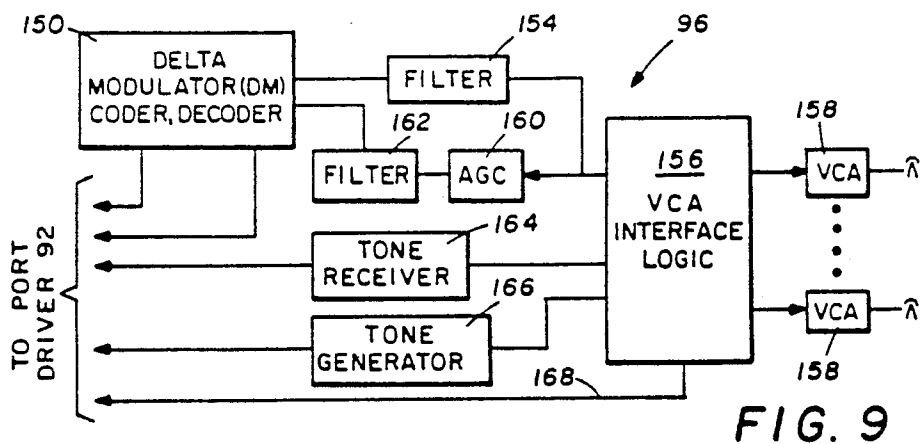 150
DELTA
MODULATOR(DM)
CODER, DECODER
154
FILTER
96
162
FILTER
160
AGC
156
VCA
INTERFACE
LOGIC
158
VCA
164
TONE
RECEIVER
166
TONE
GENERATOR
VCA
158
168
TO PORT
DRIVER 92
FIG. 9